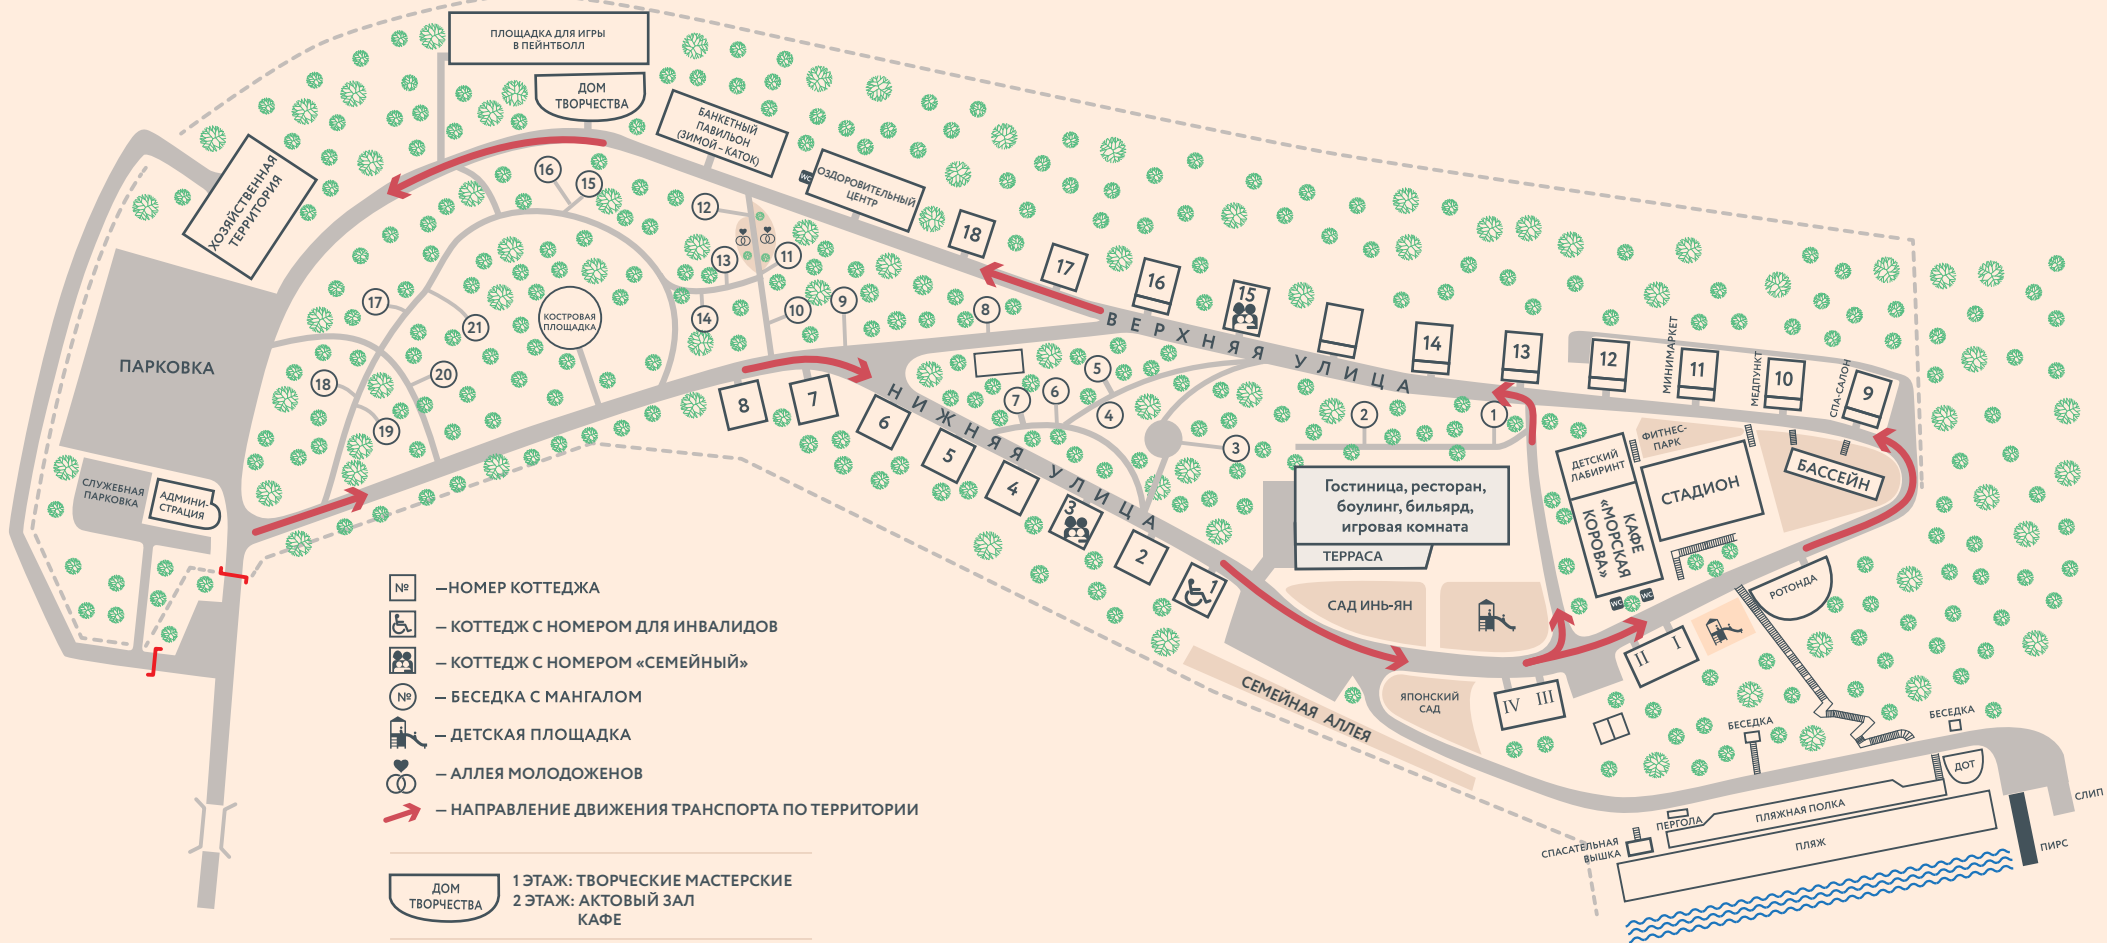 ПЛОЩАДКА ДЛЯ ИГРЫ
В ПЕЙНТБОЛЛ
ДОМ
ТВОРЧЕСТВА
БАНКЕТНЫЙ
ПАВИЛЬОН
(ЗИМОЙ – КАТОК)
WC
ОЗДОРОВИТЕЛЬНЫЙ
ЦЕНТР
ХОЗЯЙСТВЕННАЯ
ТЕРРИТОРИЯ
ПАРКОВКА
СЛУЖЕБНАЯ
ПАРКОВКА
АДМИНИ-
СТРАЦИЯ
КОСТРОВАЯ
ПЛОЩАДКА
16
15
12
13
11
14
10
9
8
17
21
18
20
19
7
6
5
4
3
2
1
18
17
16
15
14
13
12
МИНИМАРКЕТ
11
МЕДПУНКТ
10
СПА-САЛОН
9
ВЕРХНЯЯ УЛИЦА
НИЖНЯЯ УЛИЦА
8
7
6
5
4
3
2
1
Гостиница, ресторан,
боулинг, бильярд,
игровая комната
ТЕРРАСА
ДЕТСКИЙ
ЛАБИРИНТ
ФИТНЕС-
ПАРК
СТАДИОН
БАССЕЙН
КАФЕ
«МОРСКАЯ
КОРОВА»
WC
WC
РОТОНДА
САД ИНЬ-ЯН
ЯПОНСКИЙ
САД
СЕМЕЙНАЯ АЛЛЕЯ
IV III
II I
БЕСЕДКА
БЕСЕДКА
ДОТ
СЛИП
ПИРС
ПЕРГОЛА
ПЛЯЖНАЯ ПОЛКА
ПЛЯЖ
СПАСАТЕЛЬНАЯ
ВЫШКА
№ —НОМЕР КОТТЕДЖА
— КОТТЕДЖ С НОМЕРОМ ДЛЯ ИНВАЛИДОВ
— КОТТЕДЖ С НОМЕРОМ «СЕМЕЙНЫЙ»
№ — БЕСЕДКА С МАНГАЛОМ
— ДЕТСКАЯ ПЛОЩАДКА
— АЛЛЕЯ МОЛОДОЖЕНОВ
— НАПРАВЛЕНИЕ ДВИЖЕНИЯ ТРАНСПОРТА ПО ТЕРРИТОРИИ
ДОМ
ТВОРЧЕСТВА
1 ЭТАЖ: ТВОРЧЕСКИЕ МАСТЕРСКИЕ
2 ЭТАЖ: АКТОВЫЙ ЗАЛ
КАФЕ